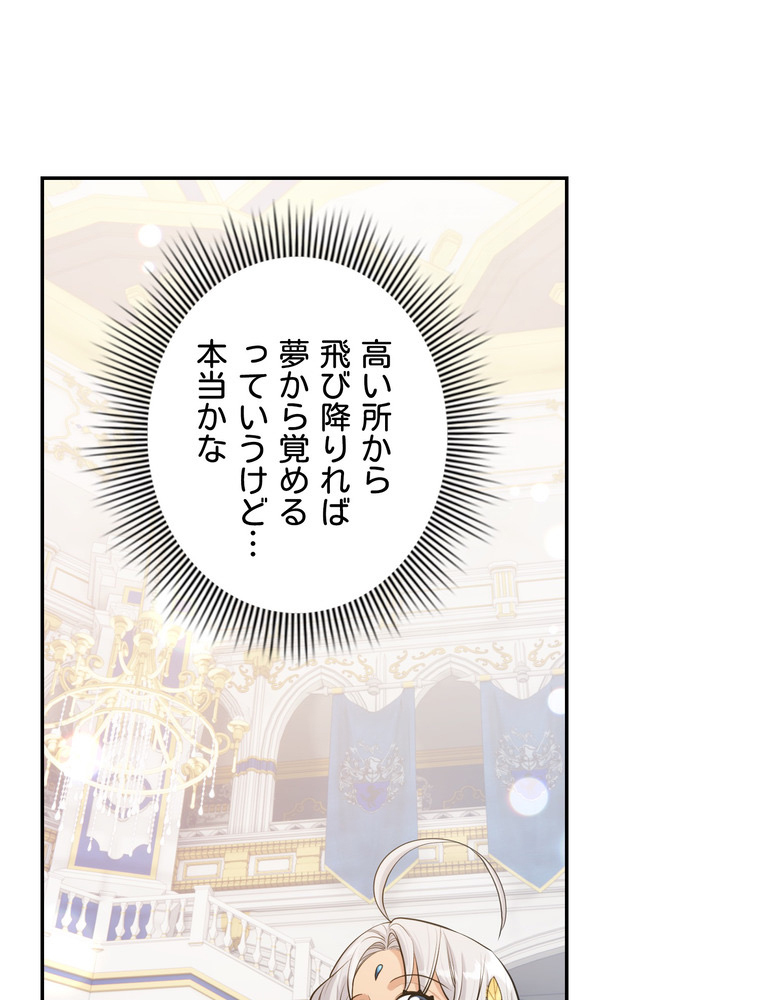 高い所から
飛び降りれば
夢から覚める
っていうけど…
本当かな